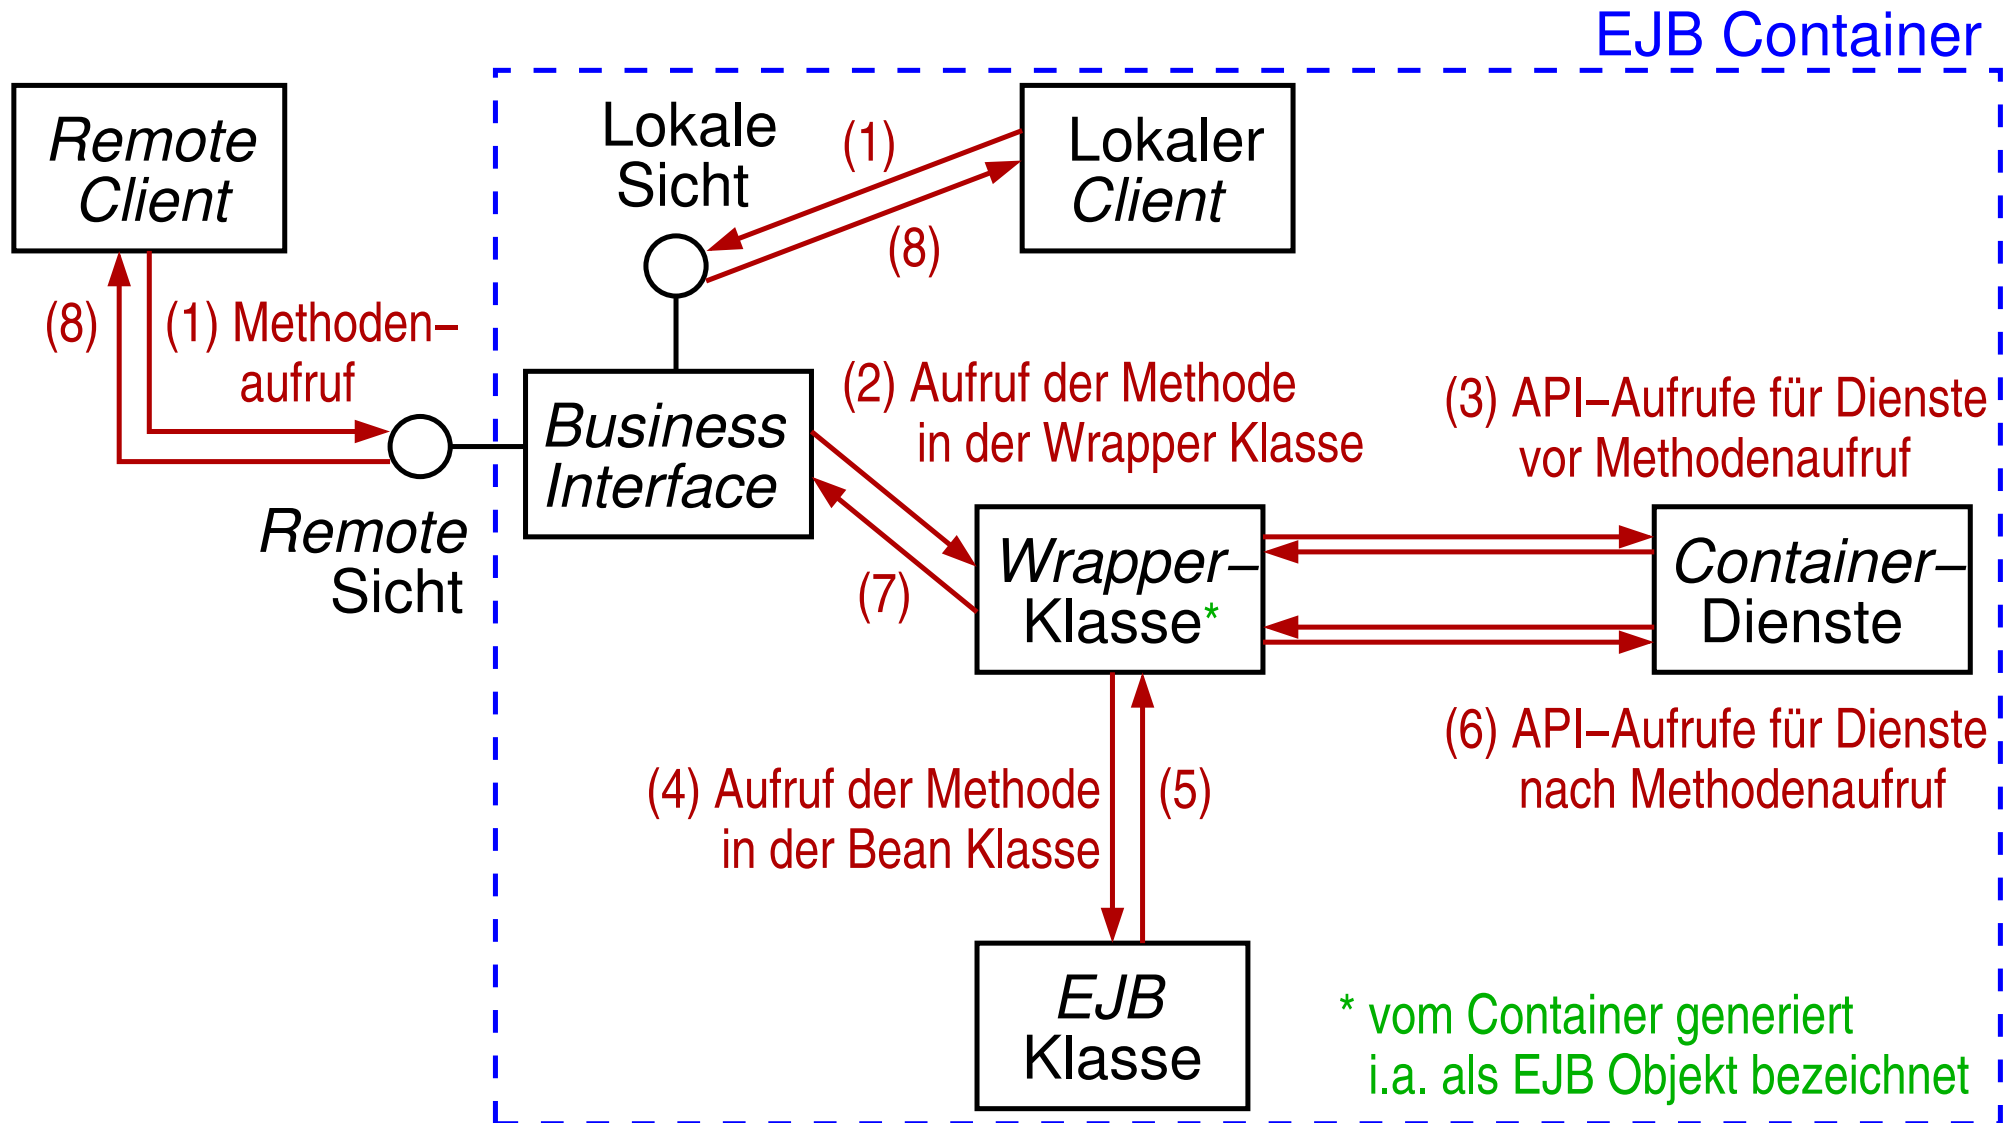 EJB Container
Remote
Client
Lokale
Sicht
(1)
(8)
Lokaler
Client
(8)
(1) Methoden–
aufruf
Remote
Sicht
Business
Interface
(2) Aufruf der Methode
in der Wrapper Klasse
(7)
(3) API–Aufrufe für Dienste
vor Methodenaufruf
Wrapper–
Klasse*
Container–
Dienste
(6) API–Aufrufe für Dienste
nach Methodenaufruf
(4) Aufruf der Methode
in der Bean Klasse
(5)
EJB
Klasse
* vom Container generiert
i.a. als EJB Objekt bezeichnet